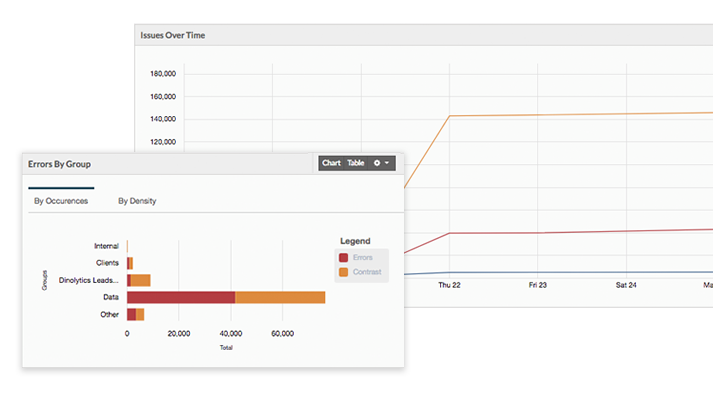 Issues Over Time
180,000
160,000
140,000
120,000
Thu 22
Fri 23
Sat 24
Ma
Errors By Group
Chart Table
By Occurences
By Density
Groups
Internal
Clients
Dinolytics Leads...
Data
Other
0
20,000
40,000
60,000
Total
Legend
Errors
Contrast